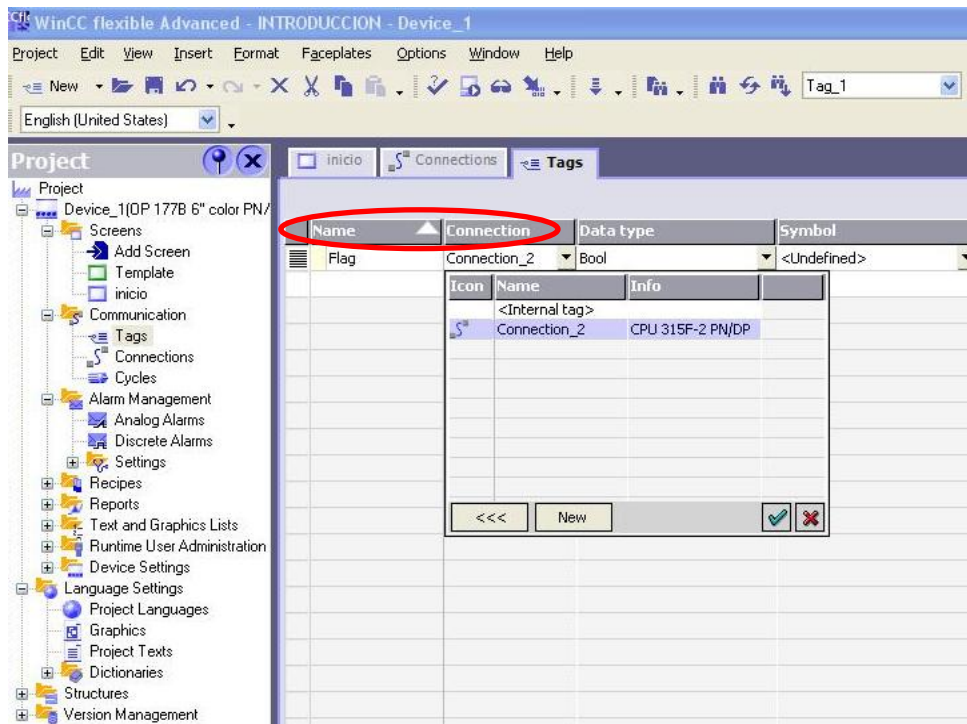 WinCC flexible Advanced - INTRODUCCION - Device_1
Project Edit View Insert Format Faceplates Options Window Help
New Tag_1
English (United States)
Project
inicio Connections Tags
Project
Device_1(OP 177B 6" color PN/
Screens
Add Screen
Template
inicio
Communication
Tags
Connections
Cycles
Alarm Management
Analog Alarms
Discrete Alarms
Settings
Recipes
Reports
Text and Graphics Lists
Runtime User Administration
Device Settings
Language Settings
Project Languages
Graphics
Project Texts
Dictionaries
Structures
Version Management
Name Connection Data type Symbol
Flag Connection_2 Bool <Undefined>
Icon Name Info
<Internal tag>
Connection_2 CPU 315F-2 PN/DP
<<< New